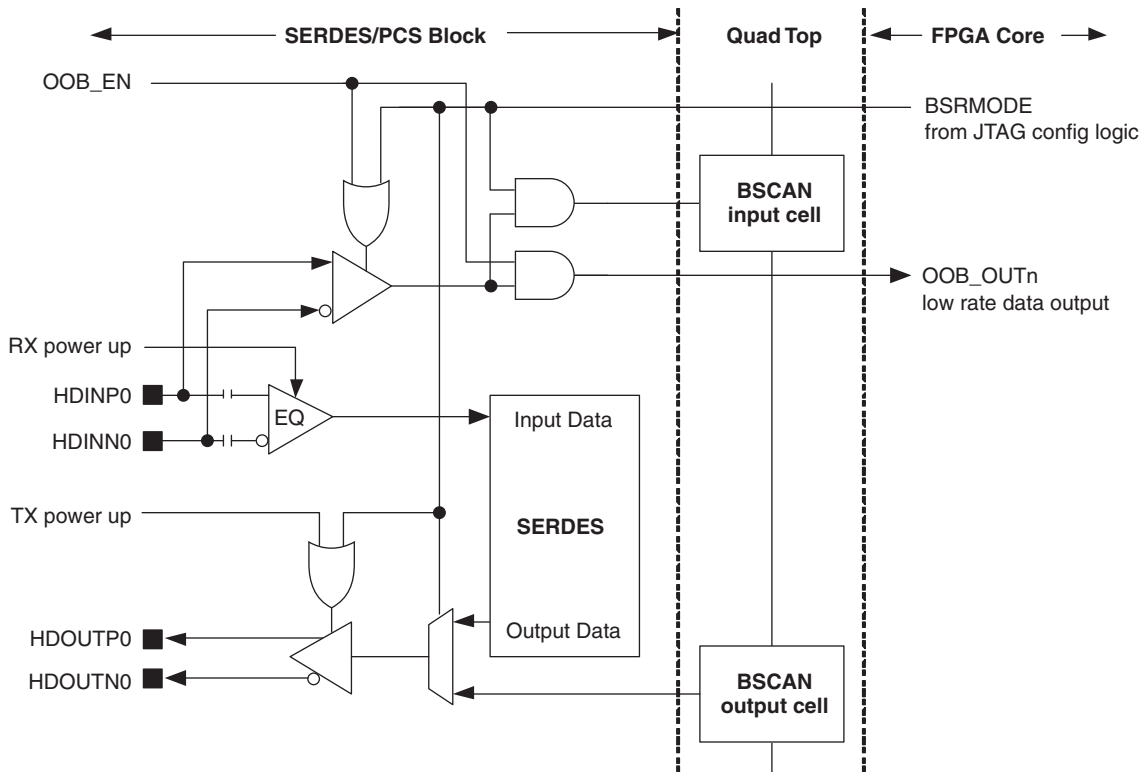 SERDES/PCS Block
Quad Top
FPGA Core
OOB_EN
BSRMODE
from JTAG config logic
BSCAN
input cell
OOB_OUTn
low rate data output
RX power up
HDINP0
EQ
HDINN0
Input Data
TX power up
SERDES
Output Data
HDOUTP0
HDOUTN0
BSCAN
output cell